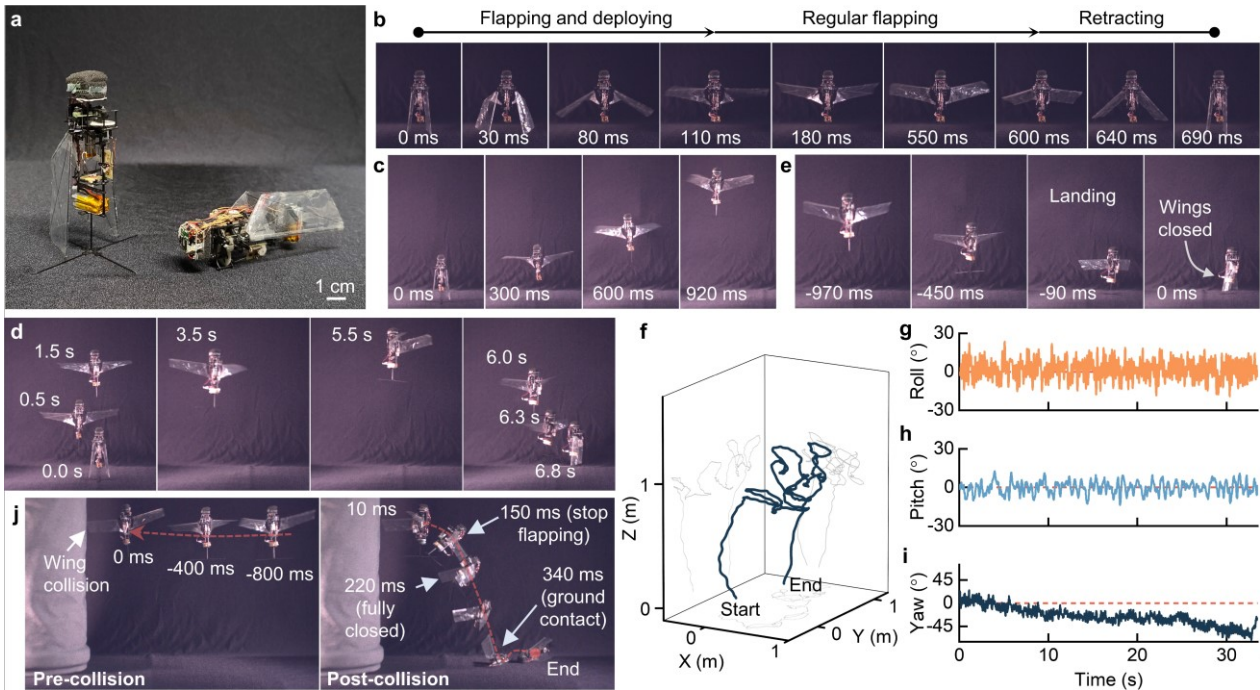 a
1 cm
b
Flapping and deploying
Regular flapping
Retracting
0 ms
30 ms
80 ms
110 ms
180 ms
550 ms
600 ms
640 ms
690 ms
c
0 ms
300 ms
600 ms
920 ms
e
-970 ms
-450 ms
Landing
-90 ms
Wings
closed
0 ms
d
1.5 s
0.5 s
0.0 s
3.5 s
5.5 s
6.0 s
6.3 s
6.8 s
f
Z (m)
1
0
Start
End
0
1
X (m)
0
1
Y (m)
g
Roll (°)
30
0
-30
h
Pitch (°)
30
0
-30
i
Yaw (°)
45
0
-45
0
10
20
30
Time (s)
j
Wing
collision
0 ms
-400 ms
-800 ms
Pre-collision
10 ms
150 ms (stop
flapping)
220 ms
(fully
closed)
340 ms
(ground
contact)
End
Post-collision